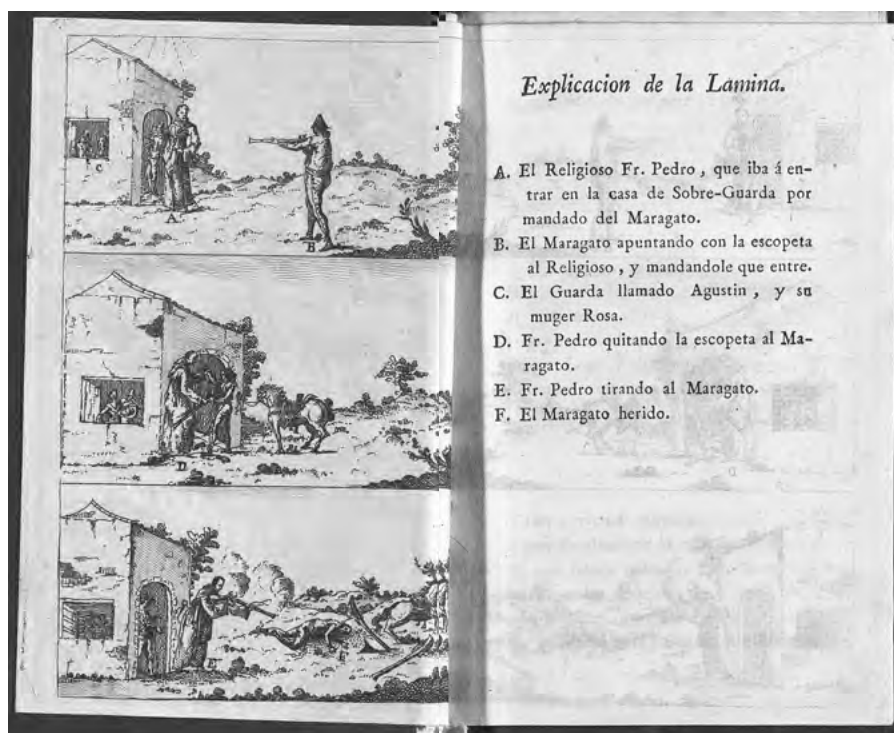 C
A
B
D
Explicacion de la Lamina.
A. El Religioso Fr. Pedro, que iba á en-
trar en la casa de Sobre-Guarda por
mandado del Maragato.
B. El Maragato apuntando con la escopeta
al Religioso, y mandandole que entre.
C. El Guarda llamado Agustin, y su
muger Rosa.
D. Fr. Pedro quitando la escopeta al Ma-
ragato.
E. Fr. Pedro tirando al Maragato.
F. El Maragato herido.